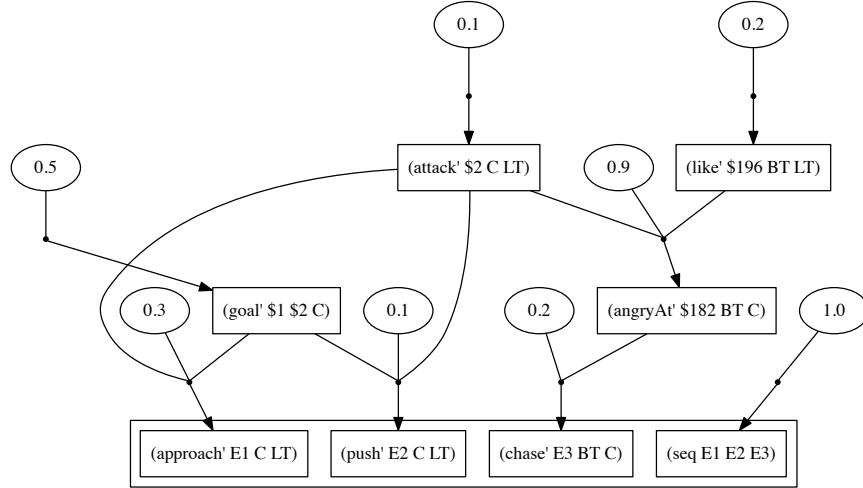 0.1
0.2
0.5
(attack' $2 C LT)
0.9
(like' $196 BT LT)
0.3
(goal' $1 $2 C)
0.1
0.2
(angryAt' $182 BT C)
1.0
(approach' E1 C LT)
(push' E2 C LT)
(chase' E3 BT C)
(seq E1 E2 E3)